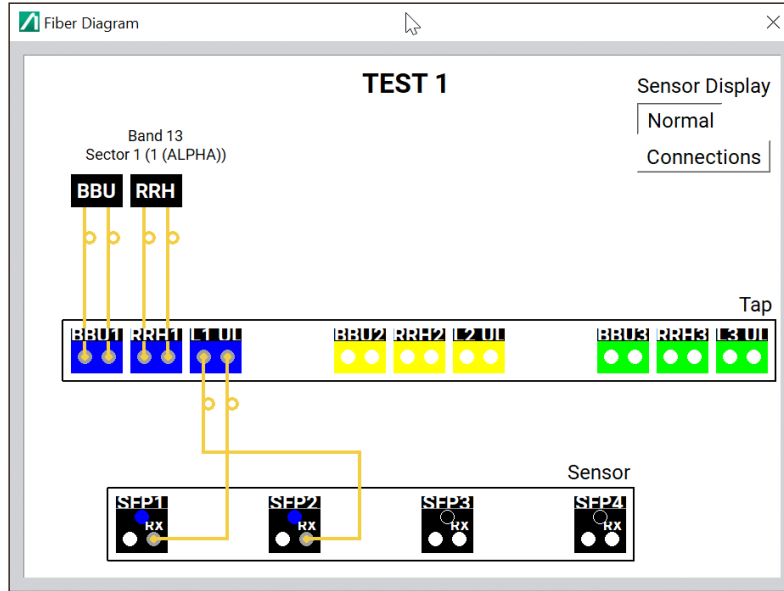 Fiber Diagram
TEST 1
Sensor Display
Normal
Connections
Band 13
Sector 1 (1 (ALPHA))
BBU RRH
Tap
BBU1 RRH1 L1 UL BBU2 RRH2 L2 UL BBU3 RRH3 L3 UL
Sensor
SFP1 SFP2 SFP3 SFP4
RX RX RX RX